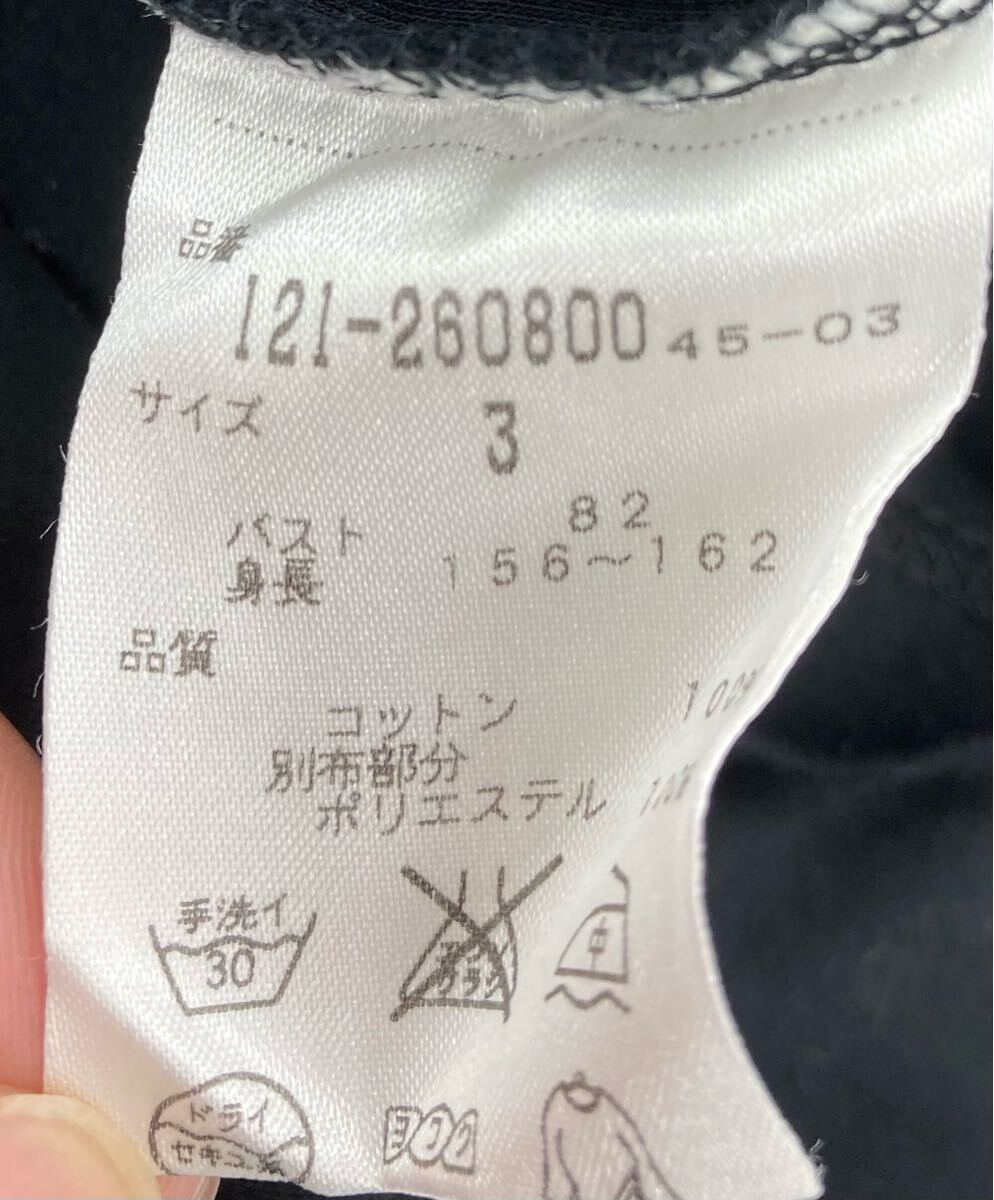 品番
121-260800 45-03
サイズ 3
バスト 82
身長 156～162
品質
コットン 100%
別布部分
ポリエステル
手洗イ
30
中
ドライ